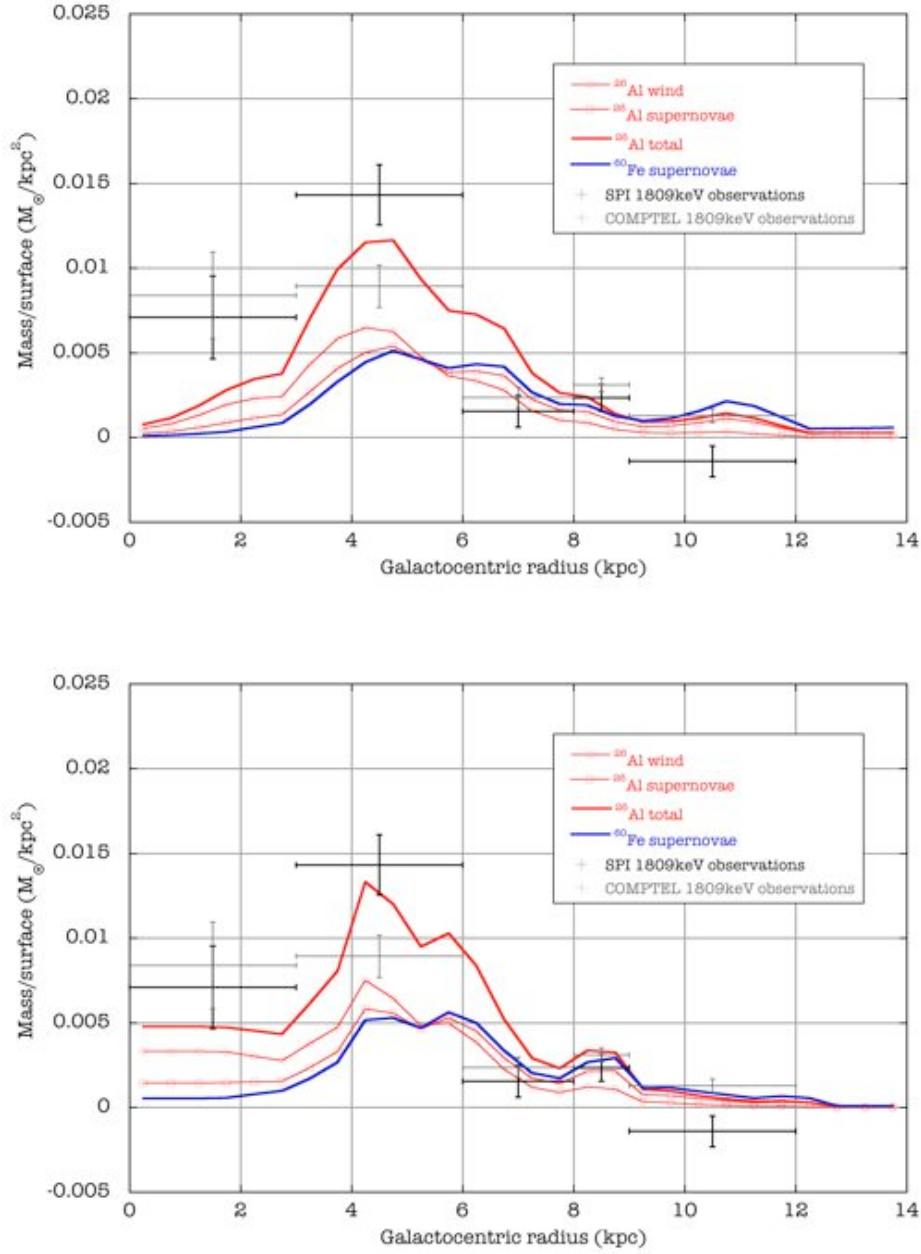 0.025
0.02
0.015
0.01
0.005
0
-0.005
Mass/surface (M⊙/kpc²)
²⁶Al wind
²⁶Al supernovae
²⁶Al total
⁶⁰Fe supernovae
SPI 1809keV observations
COMPTEL 1809keV observations
0 2 4 6 8 10 12 14
Galactocentric radius (kpc)
0.025
0.02
0.015
0.01
0.005
0
-0.005
Mass/surface (M⊙/kpc²)
²⁶Al wind
²⁶Al supernovae
²⁶Al total
⁶⁰Fe supernovae
SPI 1809keV observations
COMPTEL 1809keV observations
0 2 4 6 8 10 12 14
Galactocentric radius (kpc)